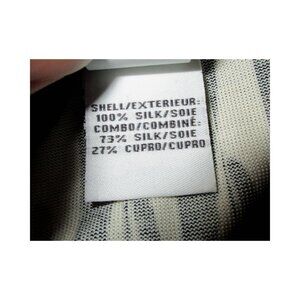 SHELL/EXTERIEUR:
100% SILK/SOIE
COMBO/COMBINÉ:
73% SILK/SOIE
27% CUPRO/CUPRO